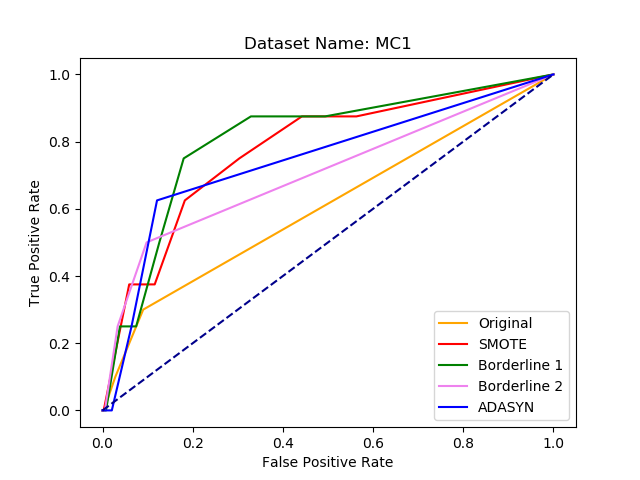 Dataset Name: MC1
True Positive Rate
1.0
0.8
0.6
0.4
0.2
0.0
0.0 0.2 0.4 0.6 0.8 1.0
False Positive Rate
Original
SMOTE
Borderline 1
Borderline 2
ADASYN